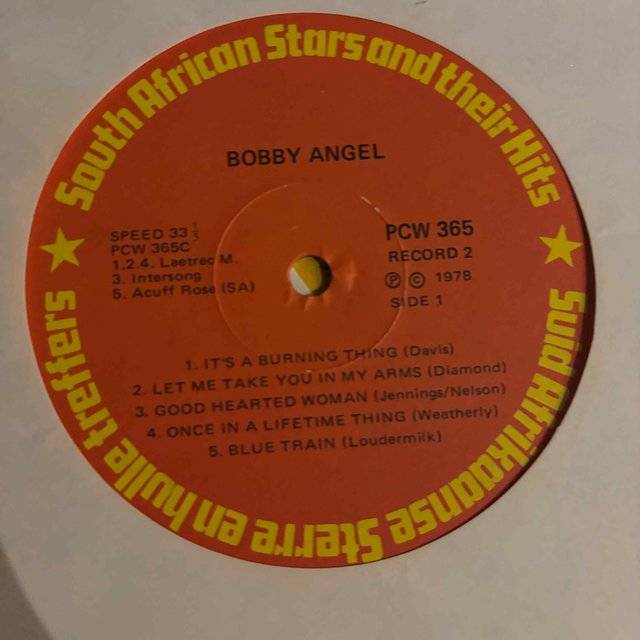 South African Stars and their Hits
BOBBY ANGEL
SPEED 33⅓
PCW 365C
1.2.4. Laetrec M.
3. Intersong
5. Acuff Rose (SA)
PCW 365
RECORD 2
Ⓟ © 1978
SIDE 1
1. IT'S A BURNING THING (Davis)
2. LET ME TAKE YOU IN MY ARMS (Diamond)
3. GOOD HEARTED WOMAN (Jennings/Nelson)
4. ONCE IN A LIFETIME THING (Weatherly)
5. BLUE TRAIN (Loudermilk)
Suid Afrikaanse Sterre en hulle treffers